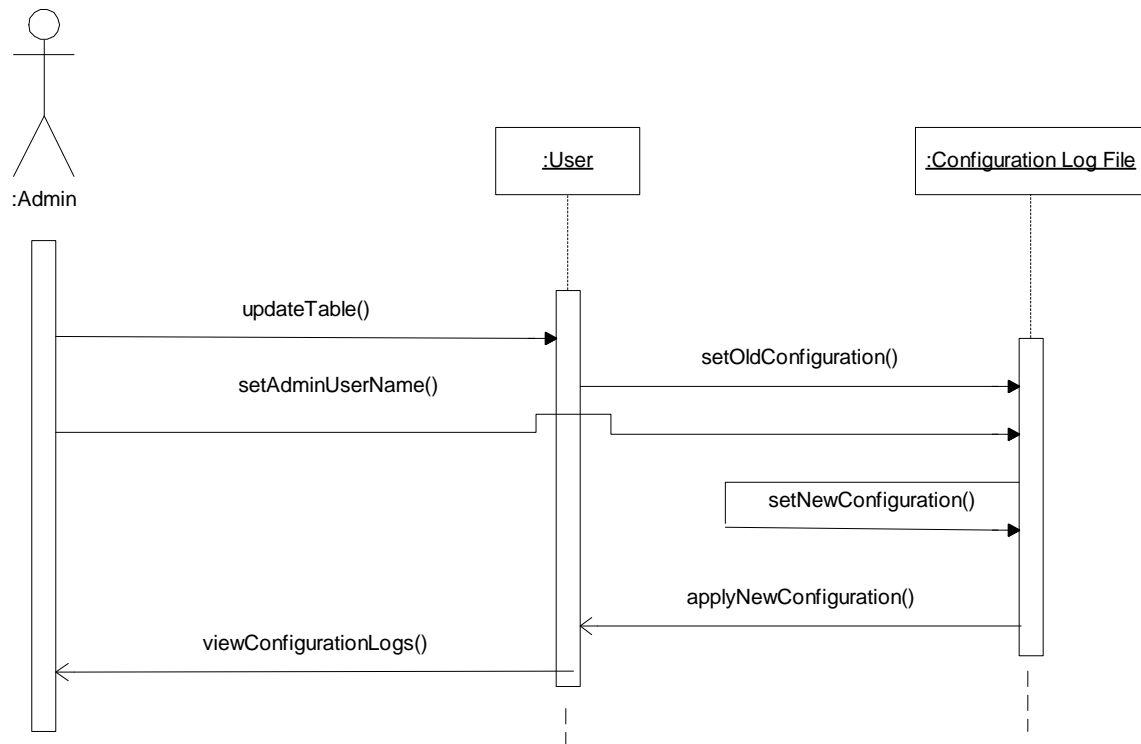 :User
:Configuration Log File
:Admin
updateTable()
setOldConfiguration()
setAdminUserName()
setNewConfiguration()
applyNewConfiguration()
viewConfigurationLogs()